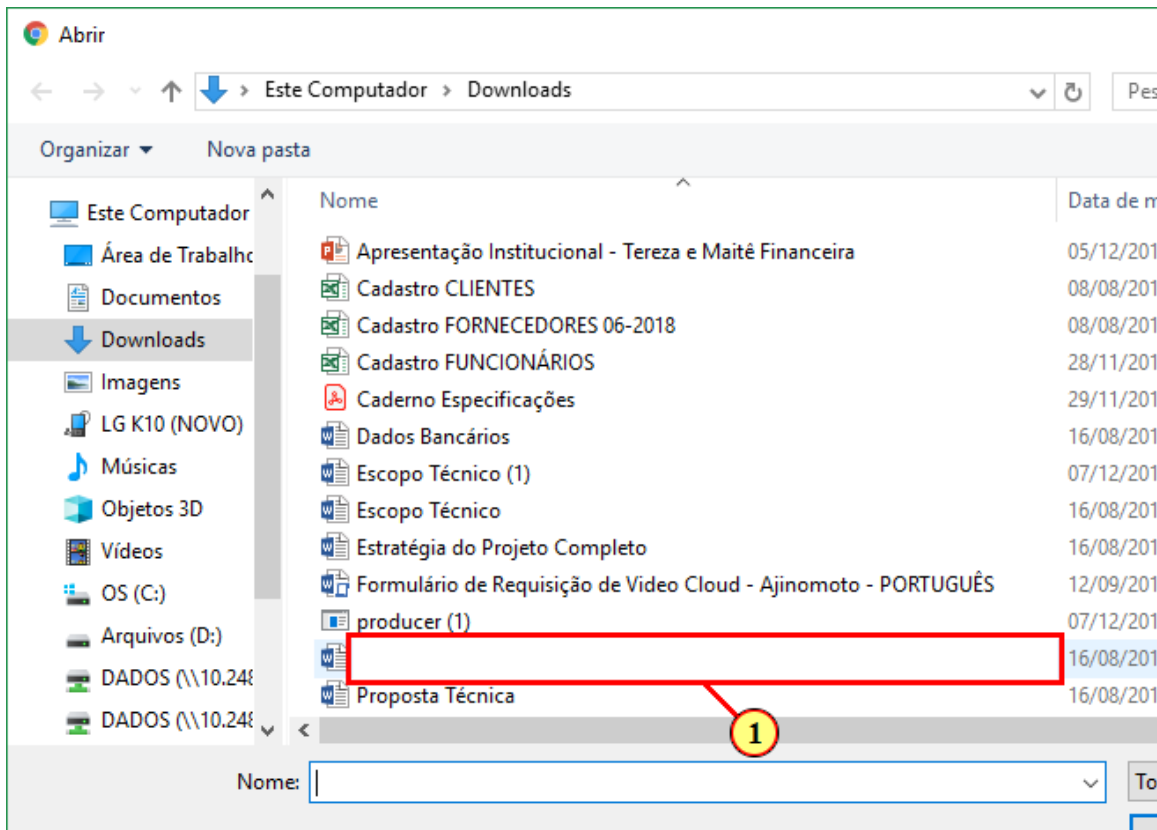 Abrir
Este Computador > Downloads
Pes
Organizar
Nova pasta
Nome
Data de m
Este Computador
Área de Trabalho
Documentos
Downloads
Imagens
LG K10 (NOVO)
Músicas
Objetos 3D
Vídeos
OS (C:)
Arquivos (D:)
DADOS (\\10.248
DADOS (\\10.248
Apresentação Institucional - Tereza e Maitê Financeira 05/12/201
Cadastro CLIENTES 08/08/201
Cadastro FORNECEDORES 06-2018 08/08/201
Cadastro FUNCIONÁRIOS 28/11/201
Caderno Especificações 29/11/201
Dados Bancários 16/08/201
Escopo Técnico (1) 07/12/201
Escopo Técnico 16/08/201
Estratégia do Projeto Completo 16/08/201
Formulário de Requisição de Video Cloud - Ajinomoto - PORTUGUÊS 12/09/201
producer (1) 07/12/201
16/08/201
Proposta Técnica 16/08/201
1
Nome:
To